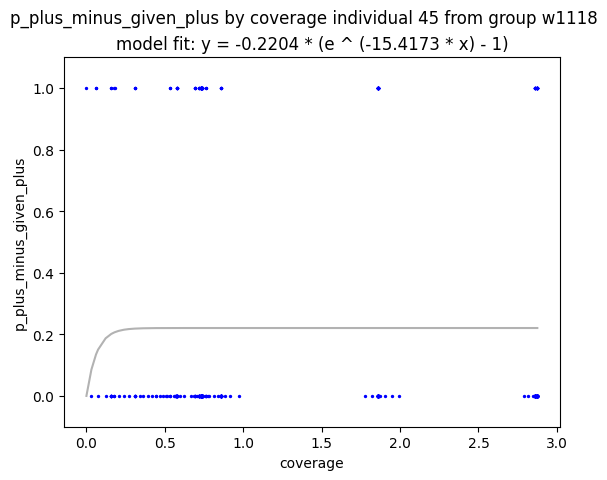 p_plus_minus_given_plus by coverage individual 45 from group w1118
model fit: y = -0.2204 * (e ^ (-15.4173 * x) - 1)
1.0
0.8
0.6
0.4
0.2
0.0
p_plus_minus_given_plus
0.0 0.5 1.0 1.5 2.0 2.5 3.0
coverage